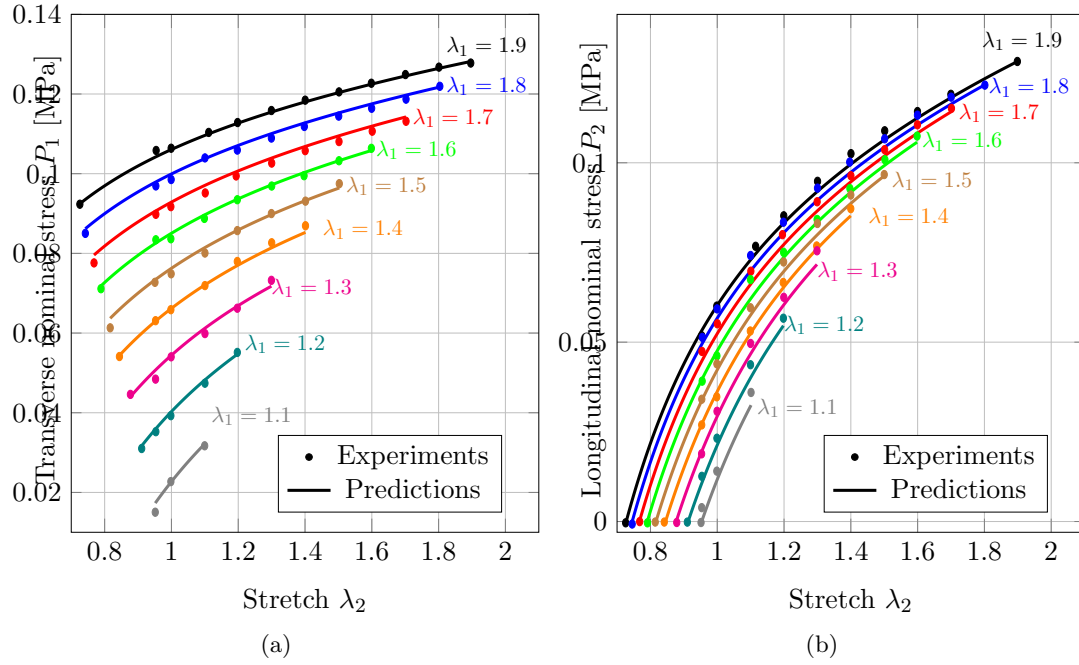 0.14
0.12
0.1
0.08
0.06
0.04
0.02
Transverse nominal stress P₁ [MPa]
λ₁ = 1.9
λ₁ = 1.8
λ₁ = 1.7
λ₁ = 1.6
λ₁ = 1.5
λ₁ = 1.4
λ₁ = 1.3
λ₁ = 1.2
λ₁ = 1.1
Experiments
Predictions
0.8 1 1.2 1.4 1.6 1.8 2
Stretch λ₂
(a)
0.1
0.05
0
Longitudinal nominal stress P₂ [MPa]
λ₁ = 1.9
λ₁ = 1.8
λ₁ = 1.7
λ₁ = 1.6
λ₁ = 1.5
λ₁ = 1.4
λ₁ = 1.3
λ₁ = 1.2
λ₁ = 1.1
Experiments
Predictions
0.8 1 1.2 1.4 1.6 1.8 2
Stretch λ₂
(b)